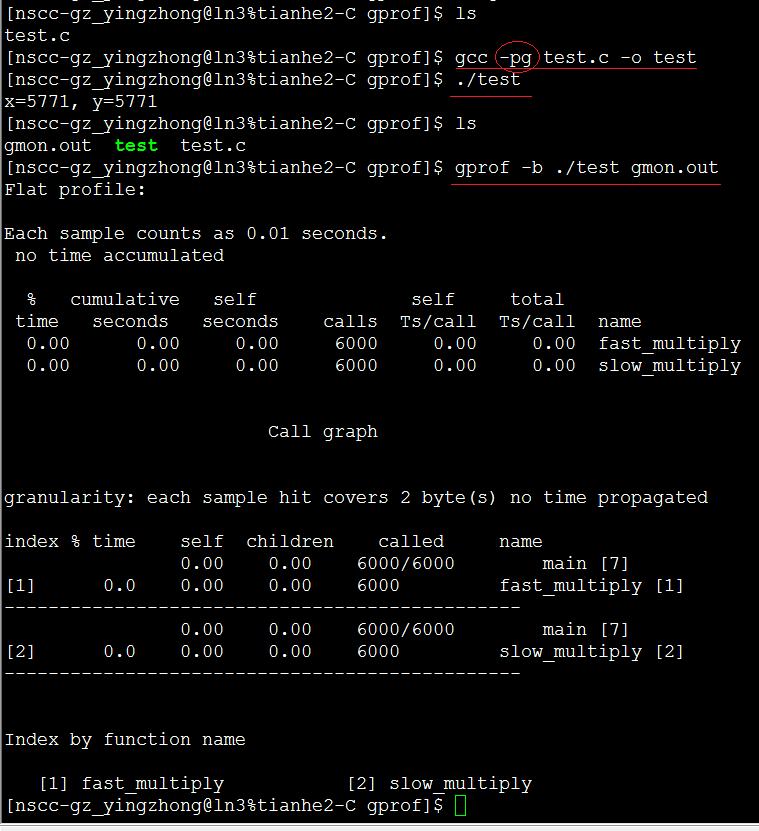 [nscc-gz_yingzhong@ln3%tianhe2-C gprof]$ ls
test.c
[nscc-gz_yingzhong@ln3%tianhe2-C gprof]$ gcc -pg test.c -o test
[nscc-gz_yingzhong@ln3%tianhe2-C gprof]$ ./test
x=5771, y=5771
[nscc-gz_yingzhong@ln3%tianhe2-C gprof]$ ls
gmon.out  test  test.c
[nscc-gz_yingzhong@ln3%tianhe2-C gprof]$ gprof -b ./test gmon.out
Flat profile:

Each sample counts as 0.01 seconds.
 no time accumulated

  %   cumulative   self              self     total
 time   seconds   seconds    calls  Ts/call  Ts/call  name
  0.00      0.00     0.00     6000     0.00     0.00  fast_multiply
  0.00      0.00     0.00     6000     0.00     0.00  slow_multiply

                        Call graph

granularity: each sample hit covers 2 byte(s) no time propagated

index % time    self  children    called     name
                0.00    0.00    6000/6000        main [7]
[1]      0.0    0.00    0.00    6000         fast_multiply [1]
-----------------------------------------------
                0.00    0.00    6000/6000        main [7]
[2]      0.0    0.00    0.00    6000         slow_multiply [2]
-----------------------------------------------

Index by function name

   [1] fast_multiply           [2] slow_multiply
[nscc-gz_yingzhong@ln3%tianhe2-C gprof]$